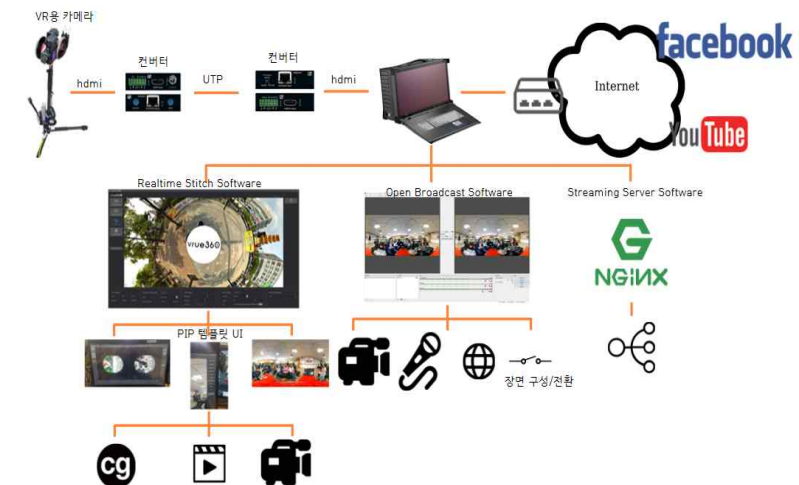 VR용 카메라
facebook
컨버터
컨버터
hdmi
UTP
hdmi
Internet
YouTube
Realtime Stitch Software
Open Broadcast Software
Streaming Server Software
vrue360
NGiNX
PIP 템플릿 UI
장면 구성/전환
cg